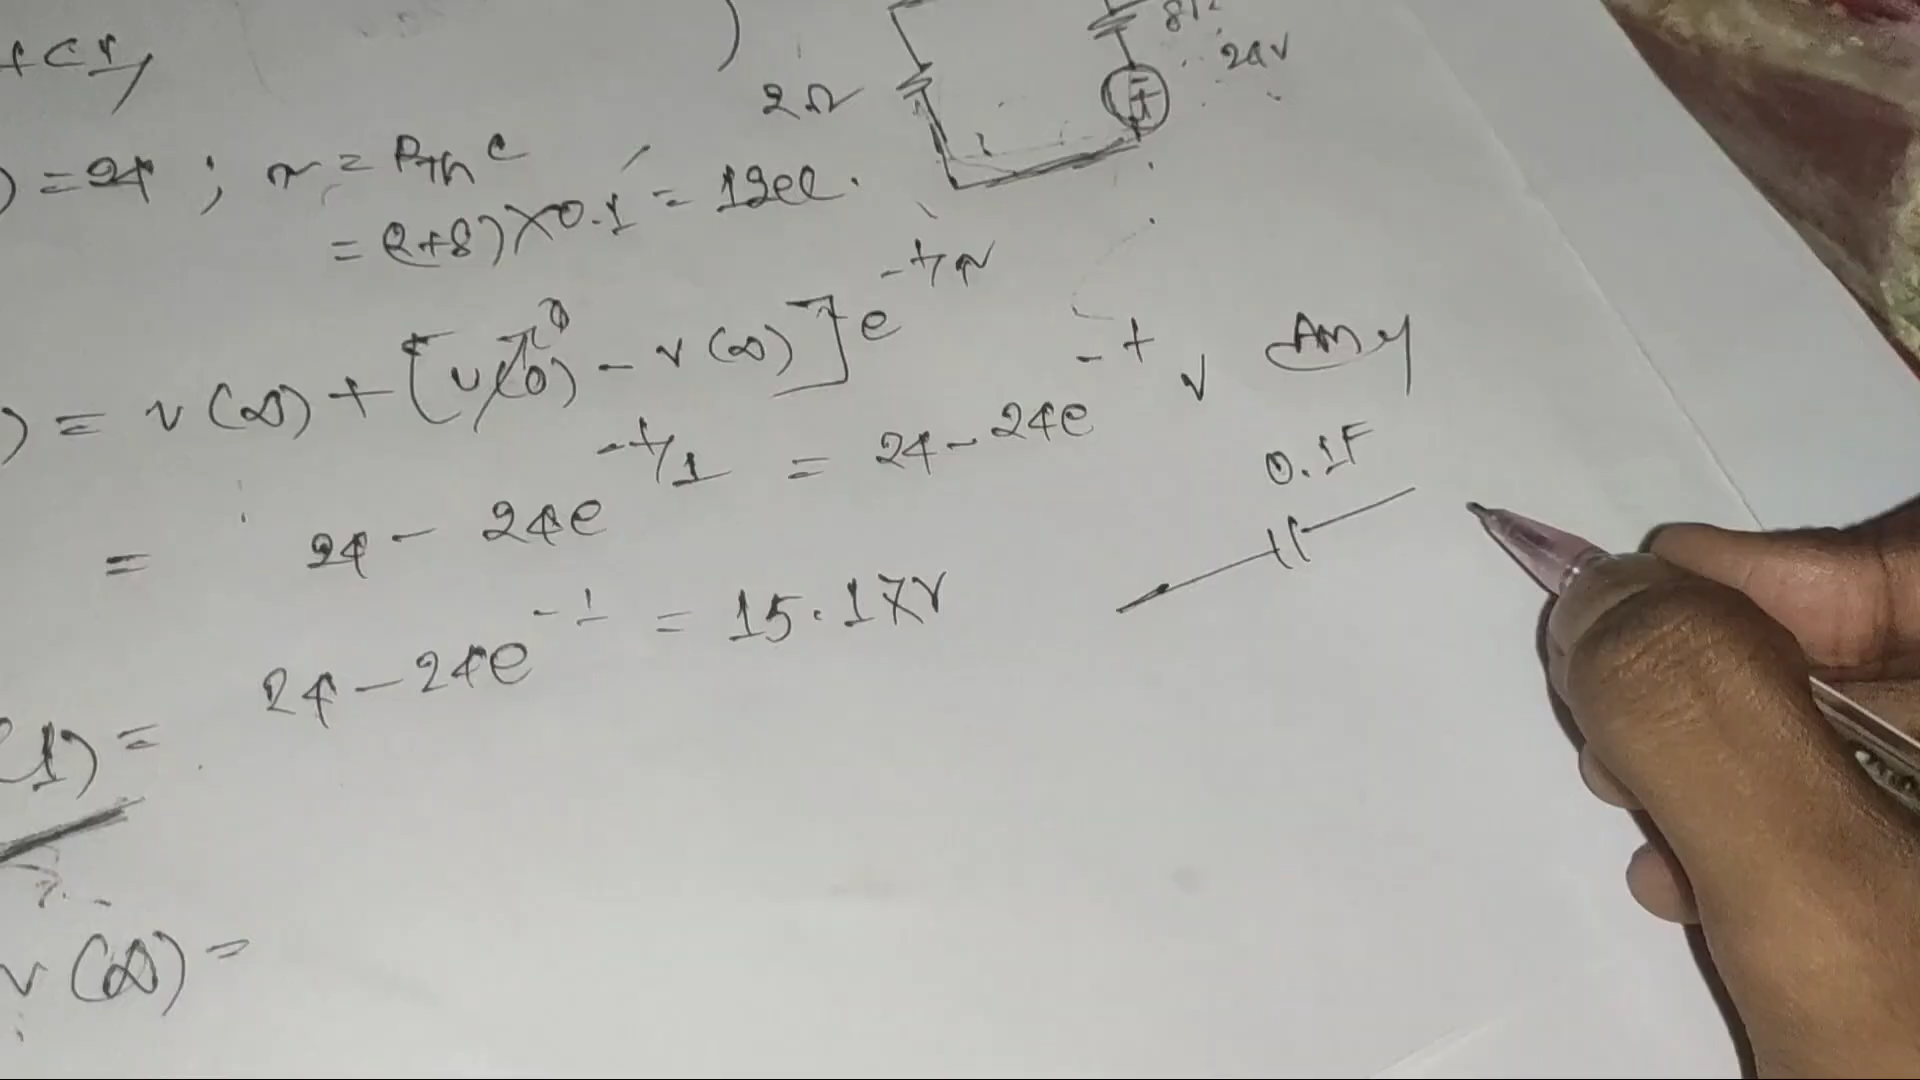 ) = 24 ; τ = RTh C
= (2+8)×0.1 = 1sec.
2Ω
24V
) = v(∞) + [v(0)⁰ - v(∞)] e^-t/τ
= 24 - 24e^-t/1 = 24 - 24e^-t V Ans
0.1F
(1) = 24 - 24e^-1 = 15.17V
v(∞) =